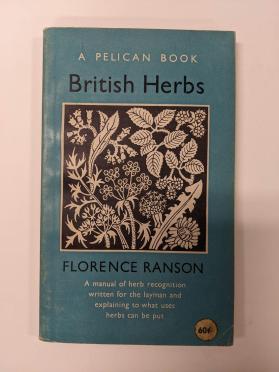 A PELICAN BOOK
British Herbs
FLORENCE RANSON
A manual of herb recognition
written for the layman and
explaining to what uses
herbs can be put
60¢